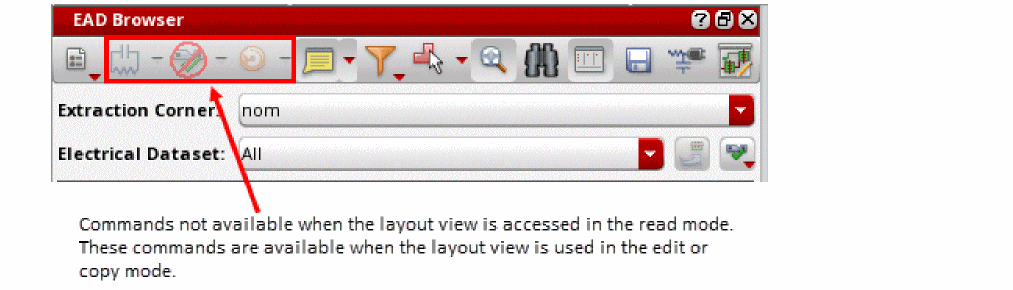 EAD Browser
Extraction Corner: nom
Electrical Dataset: All
Commands not available when the layout view is accessed in the read mode.
These commands are available when the layout view is used in the edit or
copy mode.